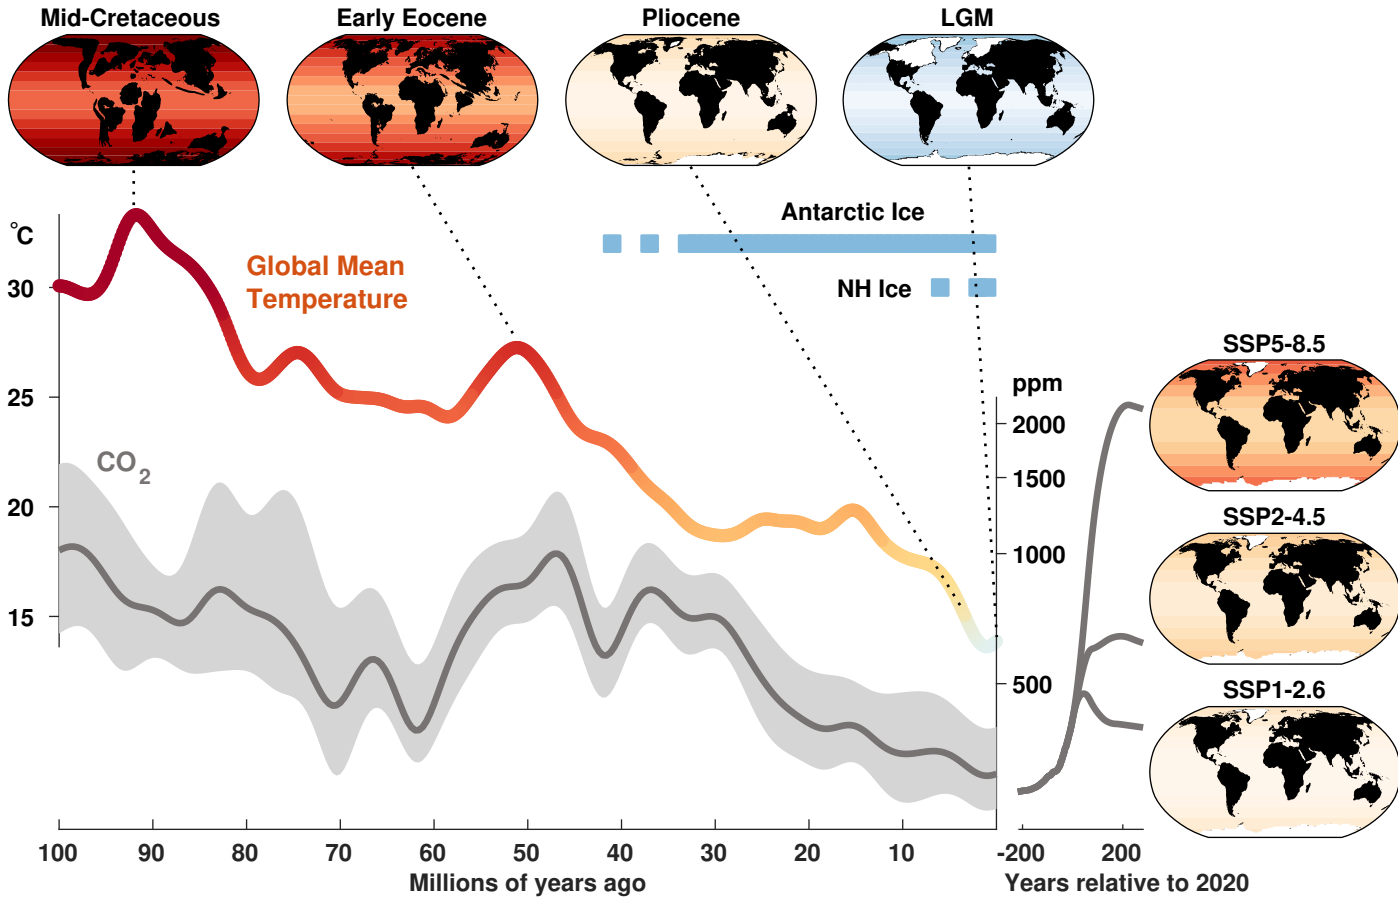 Mid-Cretaceous
Early Eocene
Pliocene
LGM
°C
30
25
20
15
Global Mean
Temperature
CO2
Antarctic Ice
NH Ice
ppm
2000
1500
1000
500
SSP5-8.5
SSP2-4.5
SSP1-2.6
100 90 80 70 60 50 40 30 20 10
Millions of years ago
-200 00 200
Years relative to 2020